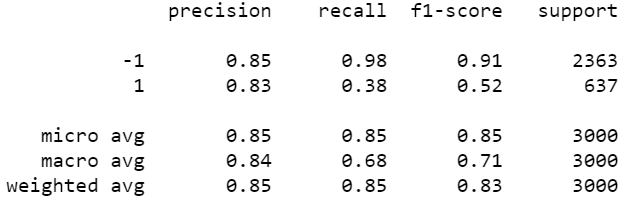 precision recall f1-score support
-1 0.85 0.98 0.91 2363
1 0.83 0.38 0.52 637
micro avg 0.85 0.85 0.85 3000
macro avg 0.84 0.68 0.71 3000
weighted avg 0.85 0.85 0.83 3000